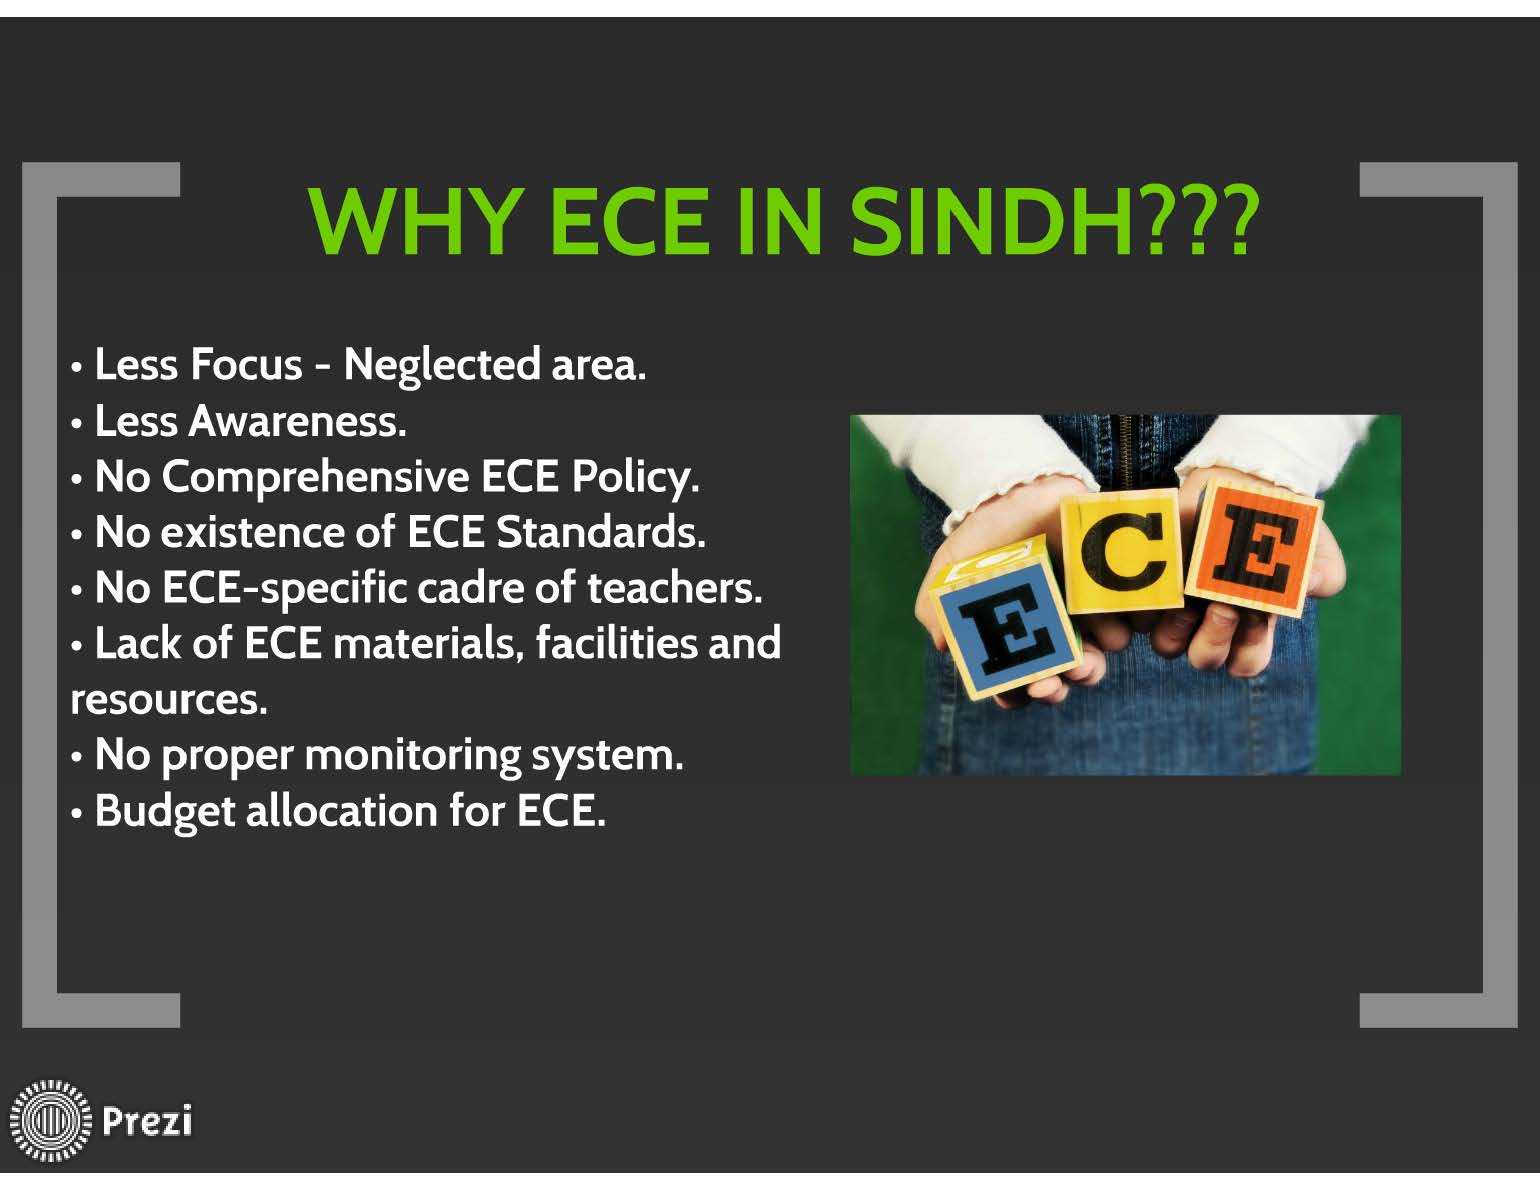 WHY ECE IN SINDH???
• Less Focus - Neglected area.
• Less Awareness.
• No Comprehensive ECE Policy.
• No existence of ECE Standards.
• No ECE-specific cadre of teachers.
• Lack of ECE materials, facilities and
resources.
• No proper monitoring system.
• Budget allocation for ECE.
E C E
Prezi